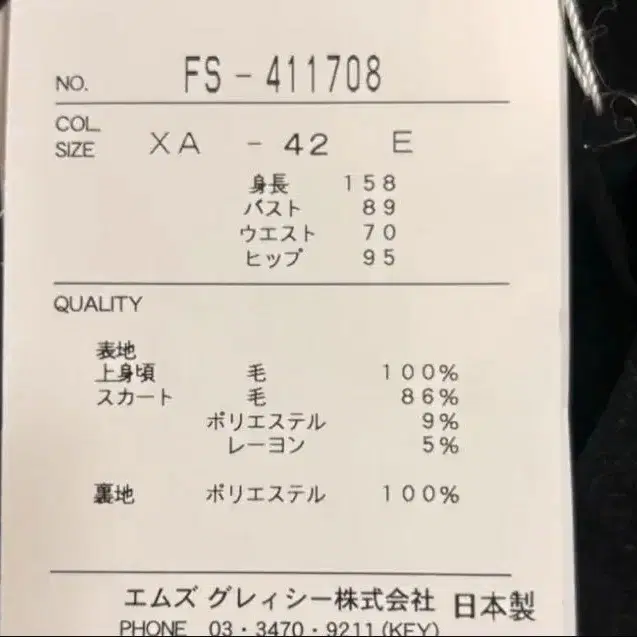 NO. FS-411708
COL.
SIZE XA -42 E
身長 158
バスト 89
ウエスト 70
ヒップ 95
QUALITY
表地
上身頃 毛 100%
スカート 毛 86%
ポリエステル 9%
レーヨン 5%
裏地 ポリエステル 100%
エムズ グレィシー株式会社 日本製
PHONE 03・3470・9211(KEY)